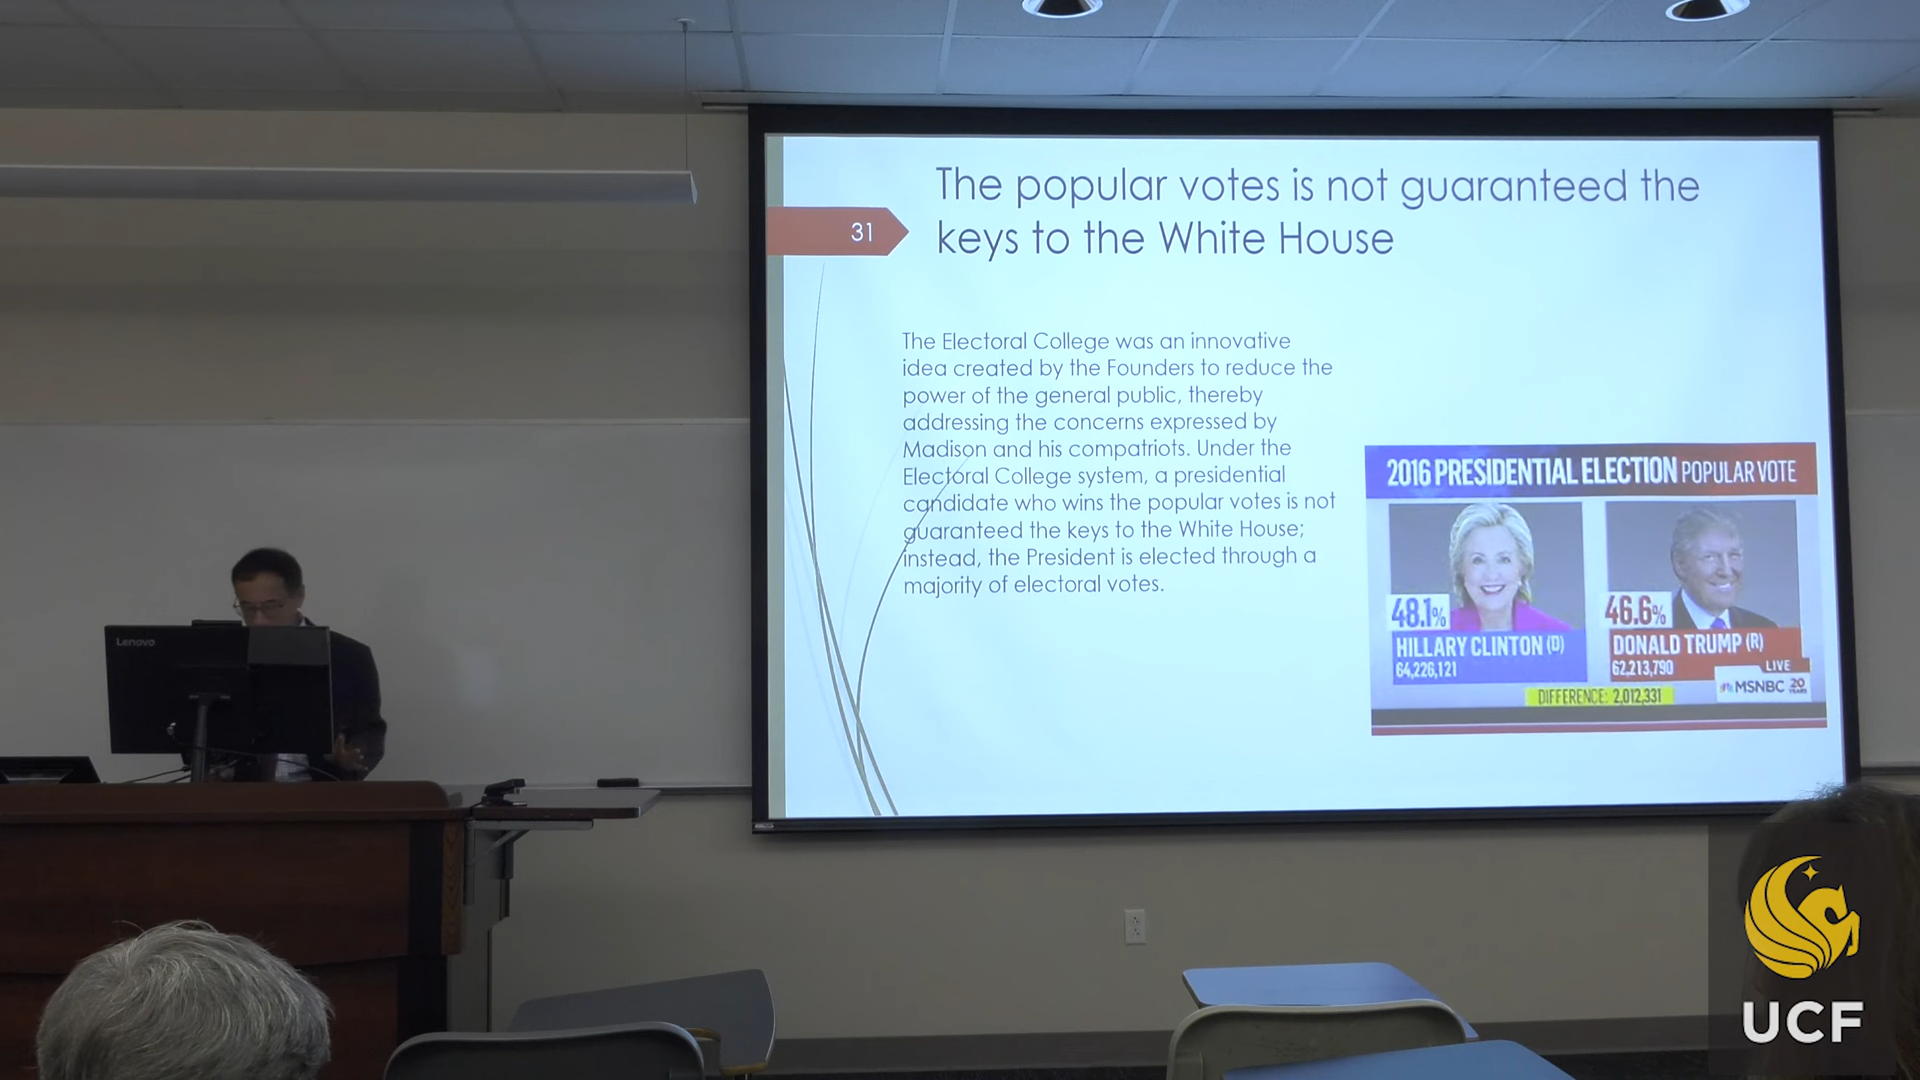 The popular votes is not guaranteed the
keys to the White House
31
The Electoral College was an innovative
idea created by the Founders to reduce the
power of the general public, thereby
addressing the concerns expressed by
Madison and his compatriots. Under the
Electoral College system, a presidential
candidate who wins the popular votes is not
guaranteed the keys to the White House;
instead, the President is elected through a
majority of electoral votes.
2016 PRESIDENTIAL ELECTION POPULAR VOTE
48.1%
HILLARY CLINTON (D)
64,226,121
46.6%
DONALD TRUMP (R)
62,213,790
LIVE
MSNBC 20 YEARS
DIFFERENCE: 2,012,331
Lenovo
UCF